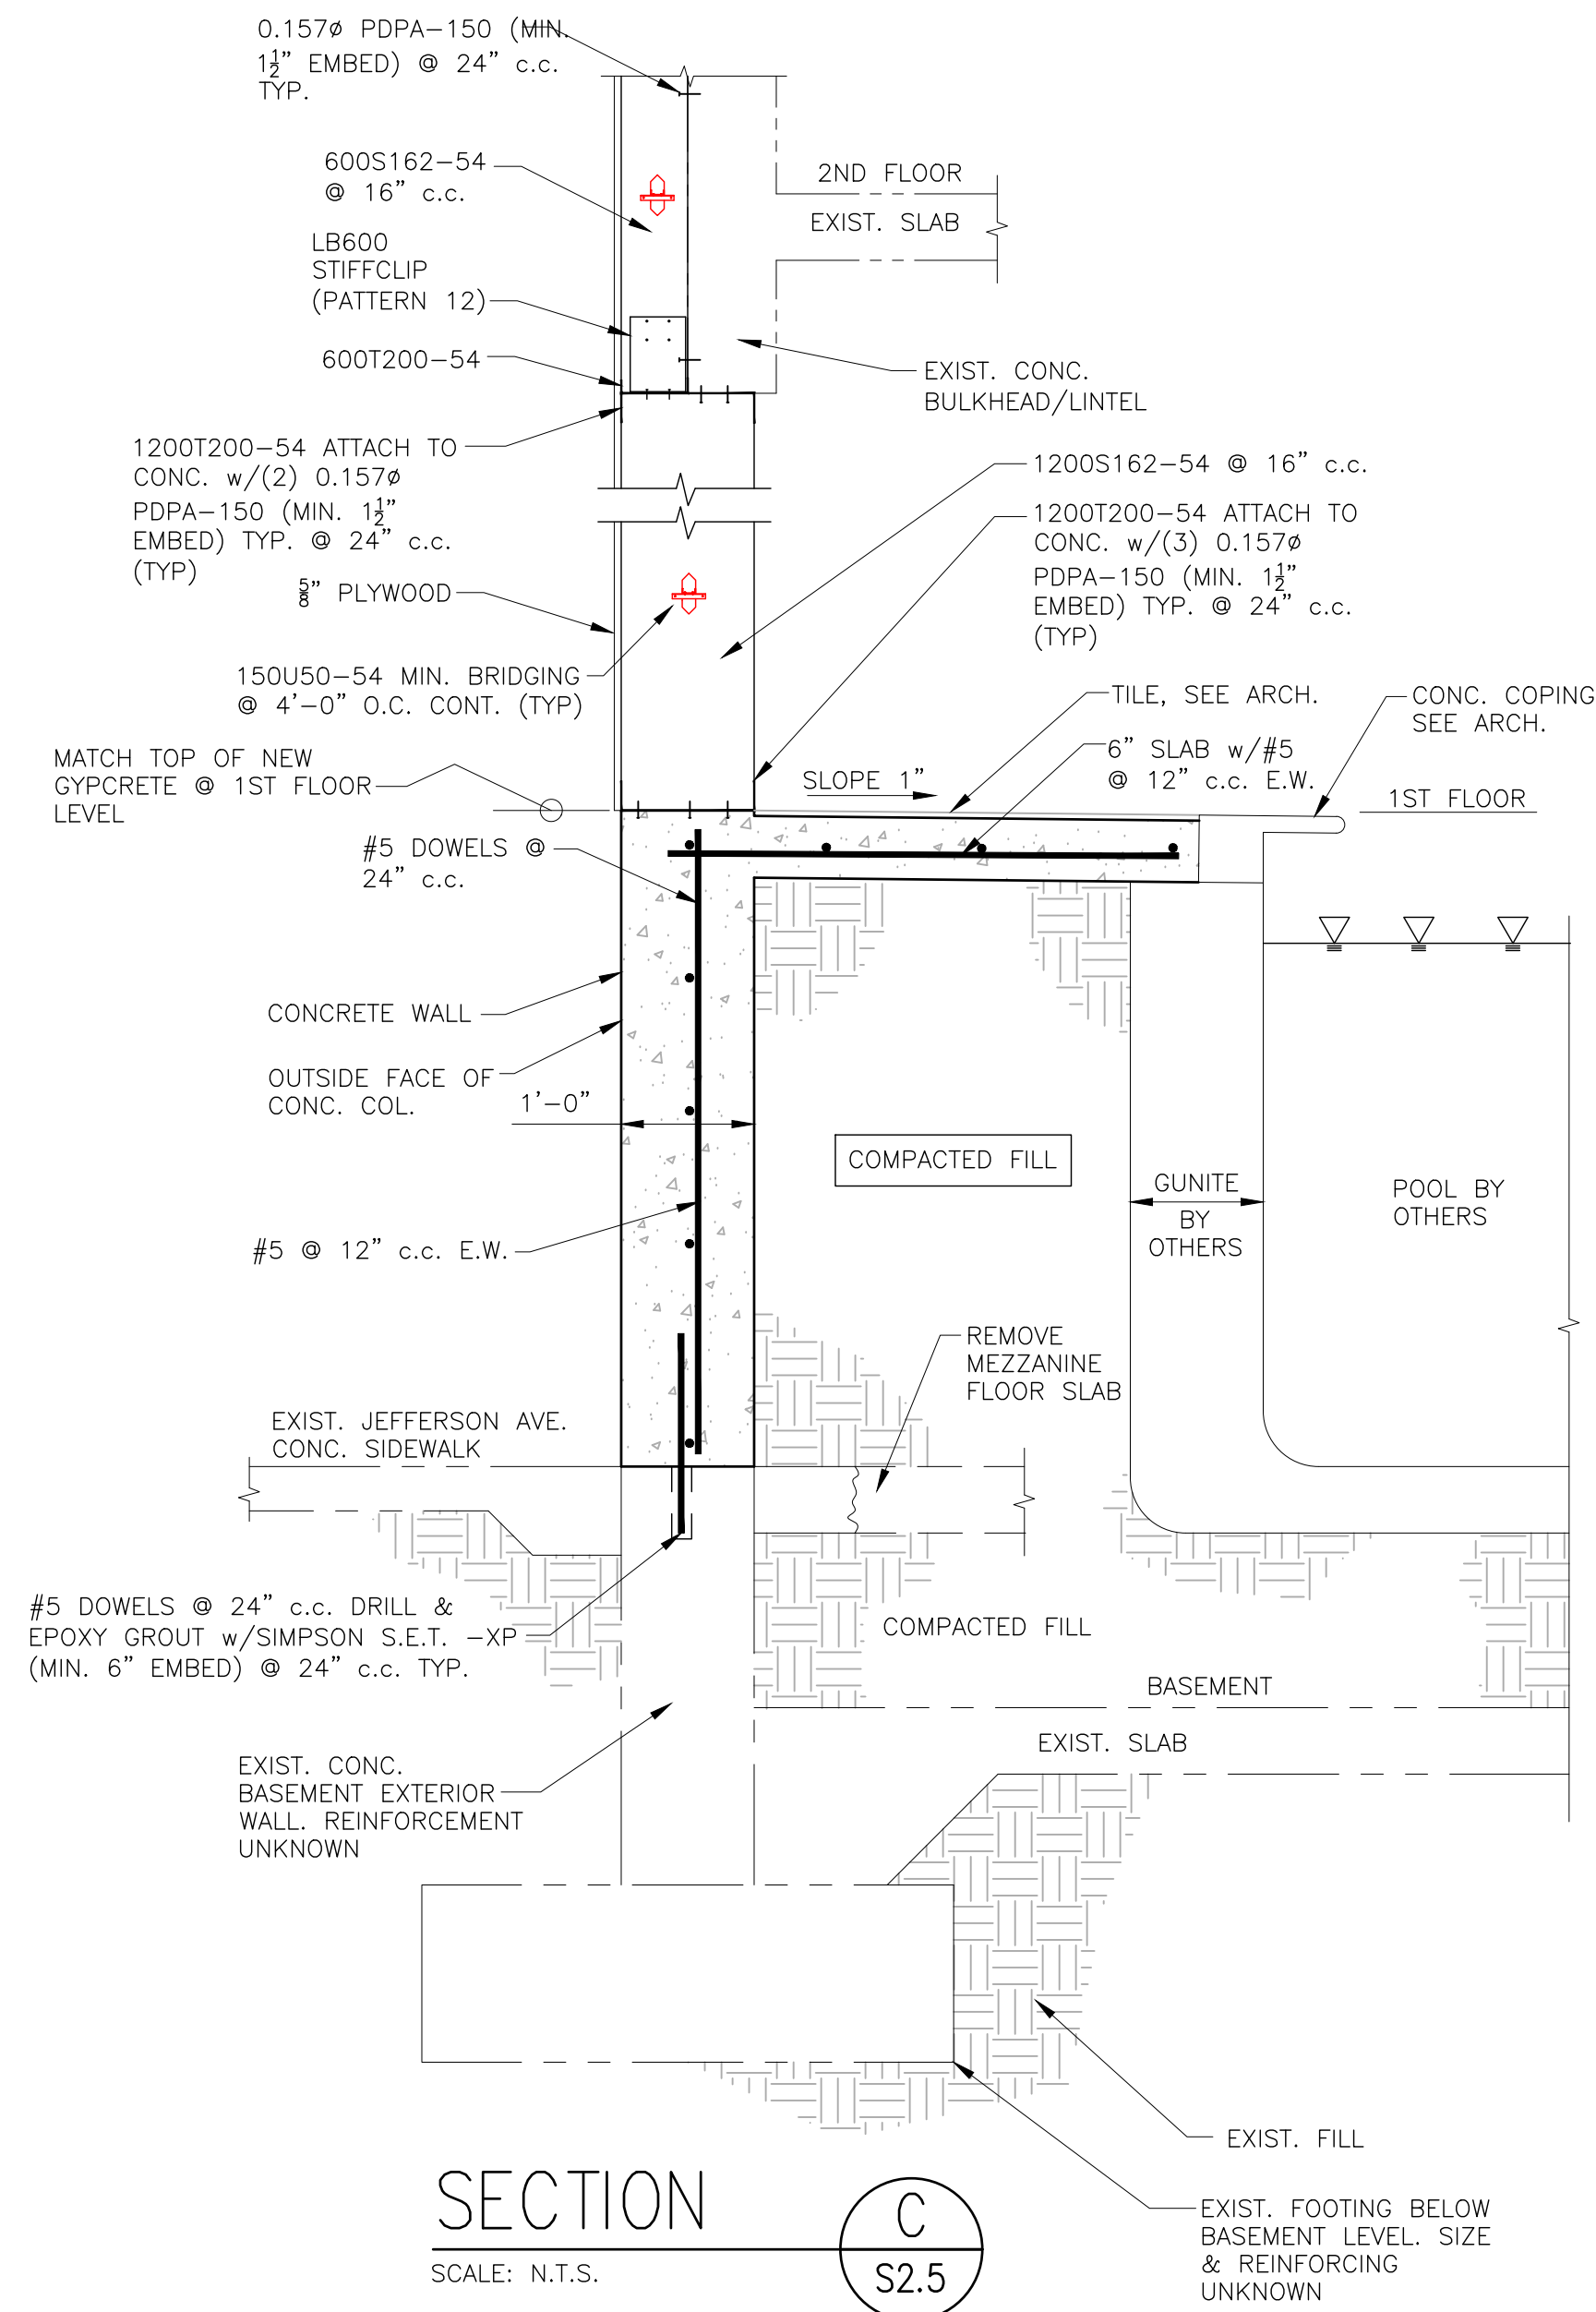 0.157ø PDPA-150 (MIN.
1½" EMBED) @ 24" c.c.
TYP.
600S162-54
@ 16" c.c.
2ND FLOOR
EXIST. SLAB
LB600
STIFFCLIP
(PATTERN 12)
600T200-54
EXIST. CONC.
BULKHEAD/LINTEL
1200T200-54 ATTACH TO
CONC. w/(2) 0.157ø
PDPA-150 (MIN. 1½"
EMBED) TYP. @ 24" c.c.
(TYP)
1200S162-54 @ 16" c.c.
1200T200-54 ATTACH TO
CONC. w/(3) 0.157ø
PDPA-150 (MIN. 1½"
EMBED) TYP. @ 24" c.c.
(TYP)
⅝" PLYWOOD
150U50-54 MIN. BRIDGING
@ 4'-0" O.C. CONT. (TYP)
TILE, SEE ARCH.
CONC. COPING
SEE ARCH.
MATCH TOP OF NEW
GYPCRETE @ 1ST FLOOR
LEVEL
6" SLAB w/#5
@ 12" c.c. E.W.
SLOPE 1"
1ST FLOOR
#5 DOWELS @
24" c.c.
CONCRETE WALL
OUTSIDE FACE OF
CONC. COL.
1'-0"
COMPACTED FILL
GUNITE
BY
OTHERS
POOL BY
OTHERS
#5 @ 12" c.c. E.W.
REMOVE
MEZZANINE
FLOOR SLAB
EXIST. JEFFERSON AVE.
CONC. SIDEWALK
#5 DOWELS @ 24" c.c. DRILL &
EPOXY GROUT w/SIMPSON S.E.T. -XP
(MIN. 6" EMBED) @ 24" c.c. TYP.
COMPACTED FILL
BASEMENT
EXIST. SLAB
EXIST. CONC.
BASEMENT EXTERIOR
WALL. REINFORCEMENT
UNKNOWN
EXIST. FILL
EXIST. FOOTING BELOW
BASEMENT LEVEL. SIZE
& REINFORCING
UNKNOWN
SECTION
SCALE: N.T.S.
C
S2.5